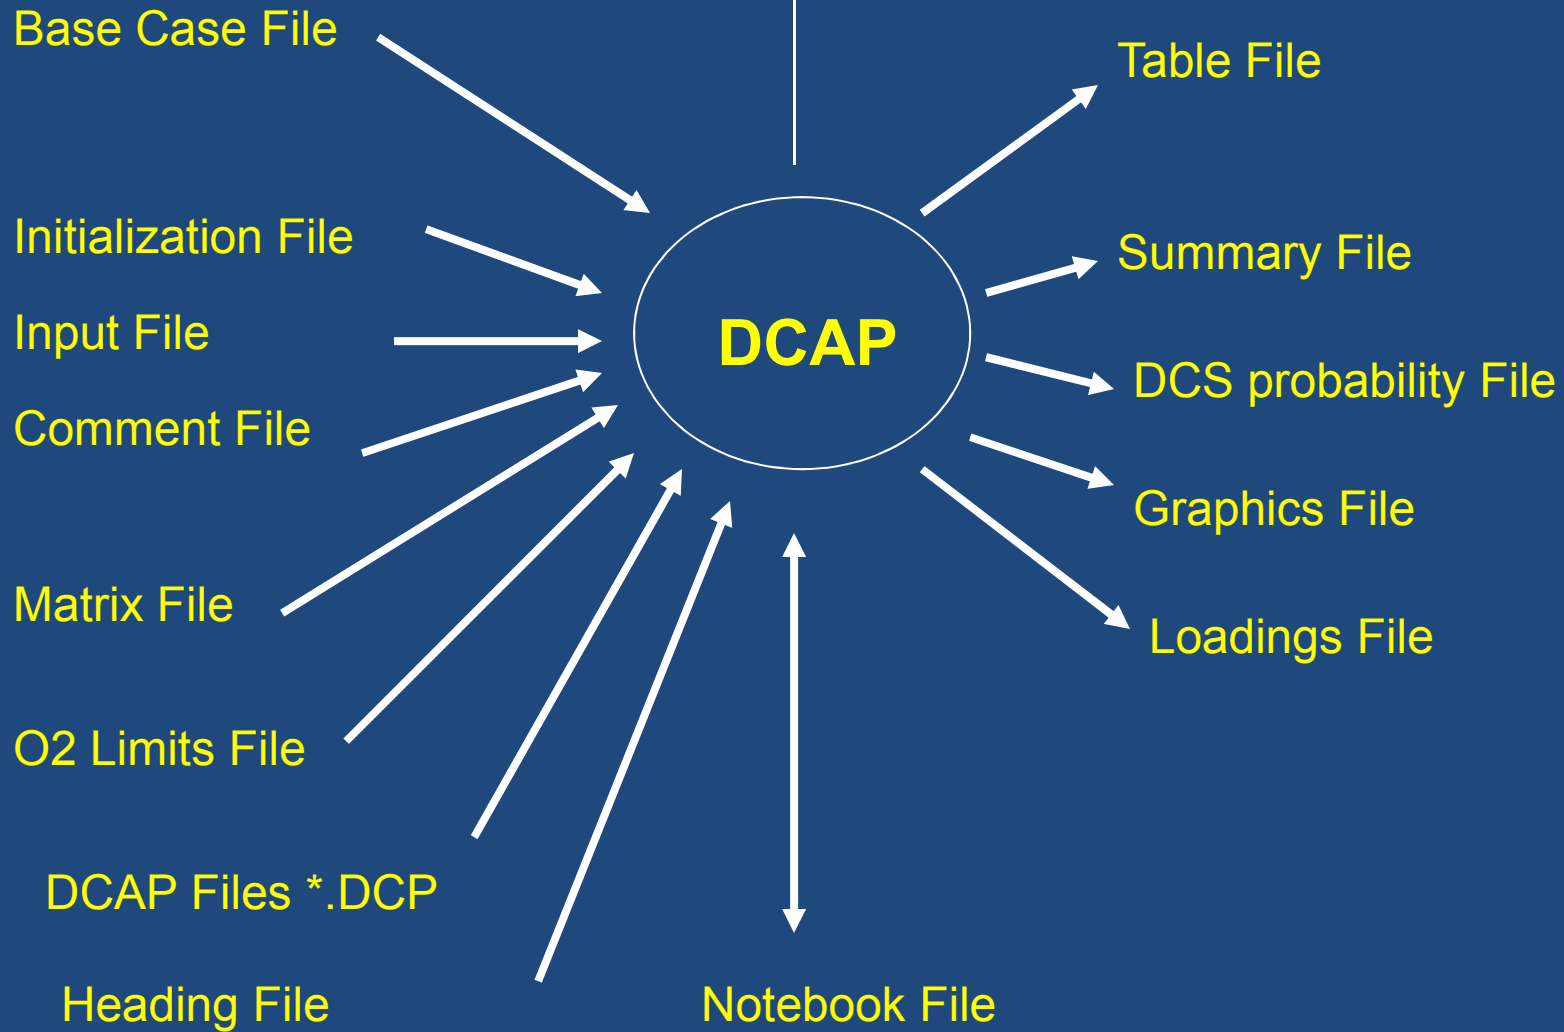 Base Case File
Table File
Initialization File
Summary File
Input File
DCAP
DCS probability File
Comment File
Graphics File
Matrix File
Loadings File
O2 Limits File
DCAP Files *.DCP
Heading File
Notebook File